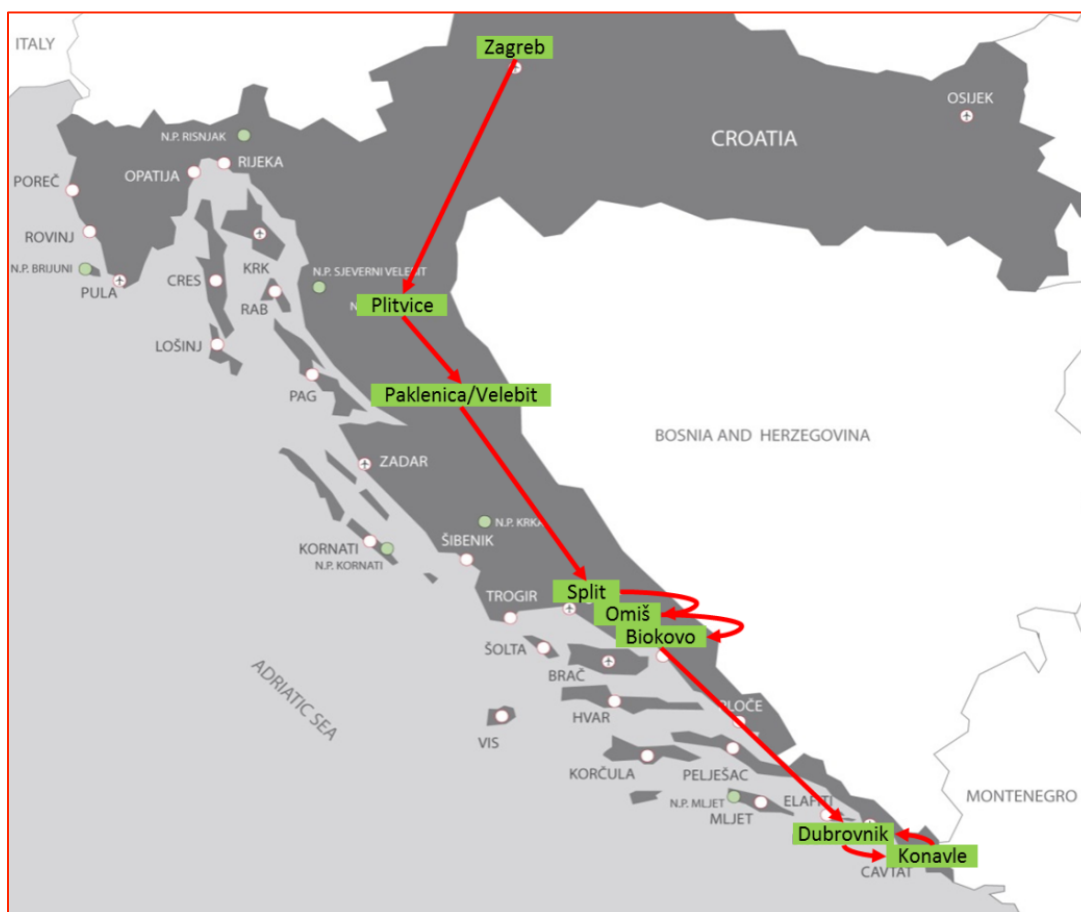 ITALY
Zagreb
OSIJEK
N.P. RISNJAK
CROATIA
RIJEKA
OPATIJA
POREČ
ROVINJ
N.P. BRIJUNI
PULA
CRES
KRK
N.P. SJEVERNI VELEBIT
RAB
N
Plitvice
LOŠINJ
PAG
Paklenica/Velebit
BOSNIA AND HERZEGOVINA
ZADAR
N.P. KRKA
ŠIBENIK
KORNATI
N.P. KORNATI
Split
TROGIR
Omiš
Biokovo
ŠOLTA
BRAČ
ADRIATIC SEA
HVAR
PLOČE
VIS
KORČULA
PELJEŠAC
MONTENEGRO
N.P. MLJET
ELAFITI
MLJET
Dubrovnik
Konavle
CAVTAT